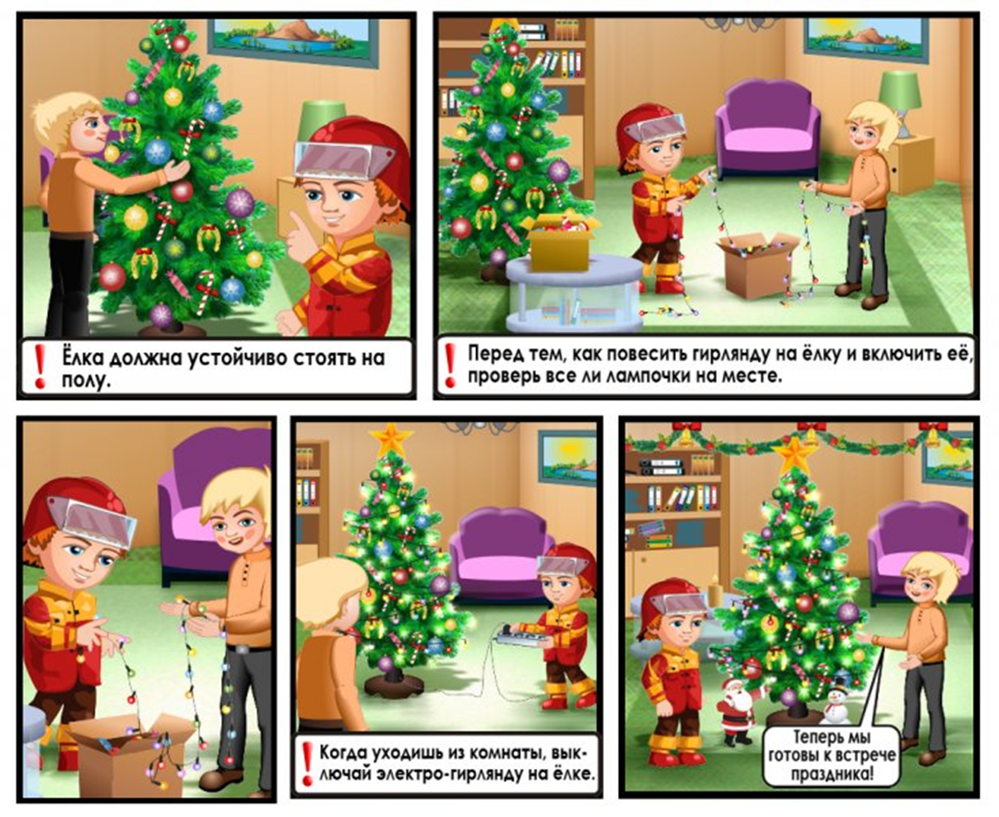 Ёлка должна устойчиво стоять на
полу.
Перед тем, как повесить гирлянду на ёлку и включить её,
проверь все ли лампочки на месте.
Когда уходишь из комнаты, вык-
лючай электро-гирлянду на ёлке.
Теперь мы
готовы к встрече
праздника!